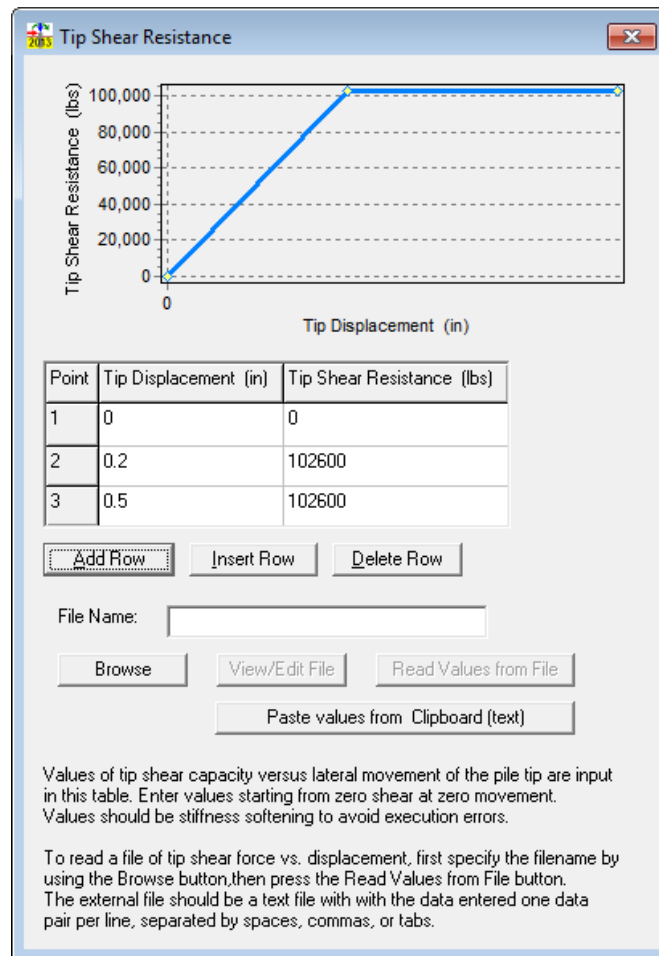 2013
Tip Shear Resistance
Tip Shear Resistance (lbs)
100,000
80,000
60,000
40,000
20,000
0
0
Tip Displacement (in)
Point Tip Displacement (in) Tip Shear Resistance (lbs)
1 0 0
2 0.2 102600
3 0.5 102600
Add Row Insert Row Delete Row
File Name:
Browse View/Edit File Read Values from File
Paste values from Clipboard (text)
Values of tip shear capacity versus lateral movement of the pile tip are input
in this table. Enter values starting from zero shear at zero movement.
Values should be stiffness softening to avoid execution errors.
To read a file of tip shear force vs. displacement, first specify the filename by
using the Browse button,then press the Read Values from File button.
The external file should be a text file with with the data entered one data
pair per line, separated by spaces, commas, or tabs.